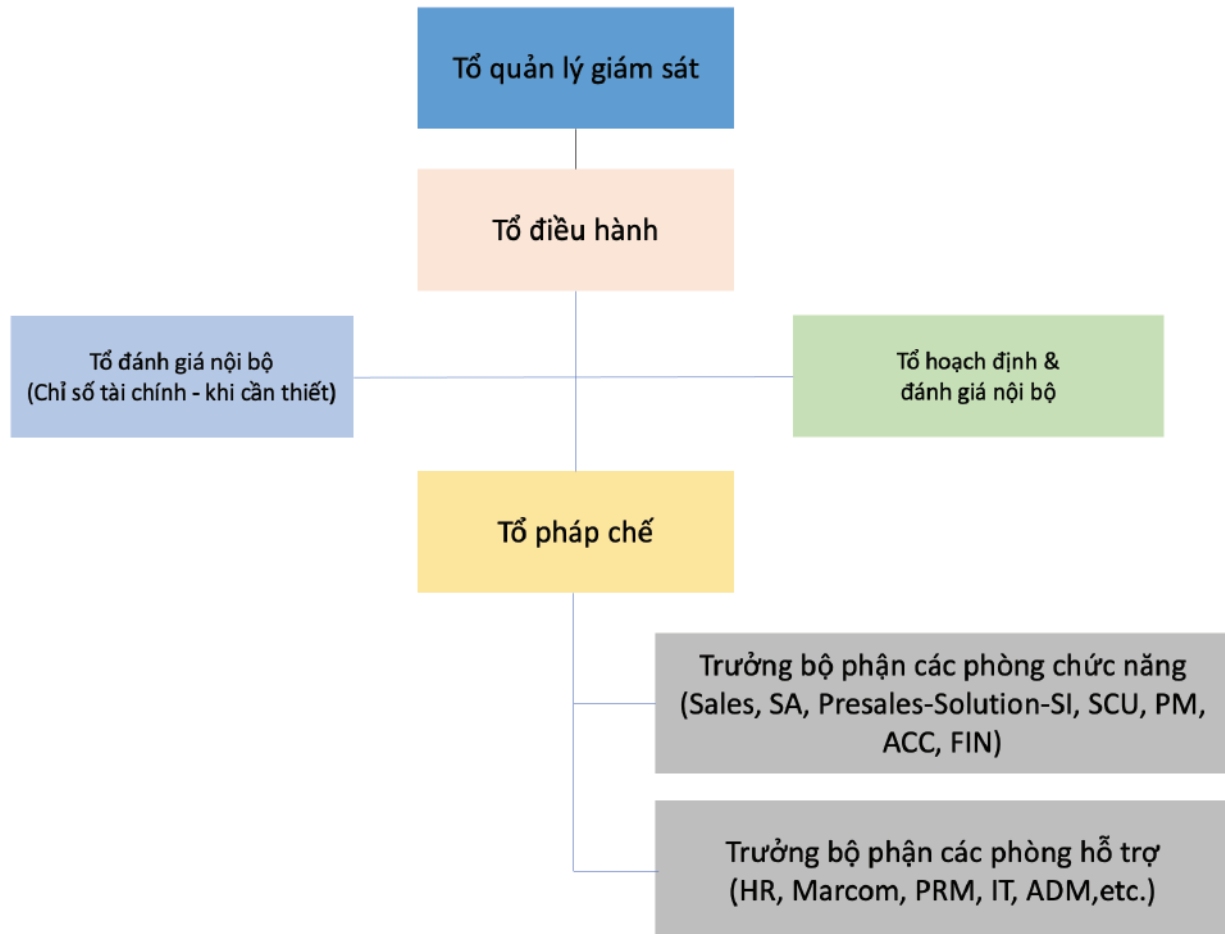 Tổ quản lý giám sát
Tổ điều hành
Tổ đánh giá nội bộ
(Chỉ số tài chính - khi cần thiết)
Tổ hoạch định &
đánh giá nội bộ
Tổ pháp chế
Trưởng bộ phận các phòng chức năng
(Sales, SA, Presales-Solution-SI, SCU, PM,
ACC, FIN)
Trưởng bộ phận các phòng hỗ trợ
(HR, Marcom, PRM, IT, ADM,etc.)